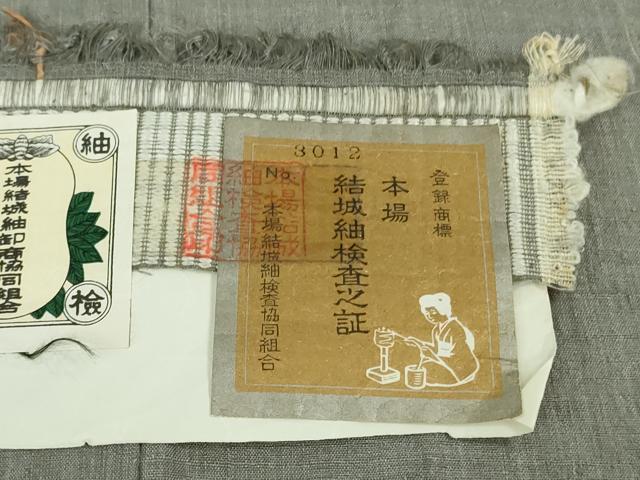 紬
本場結城紬卸商協同組合
檢
3012
No.
登録商標
本場
結城紬検査之証
本場結城紬検査協同組合